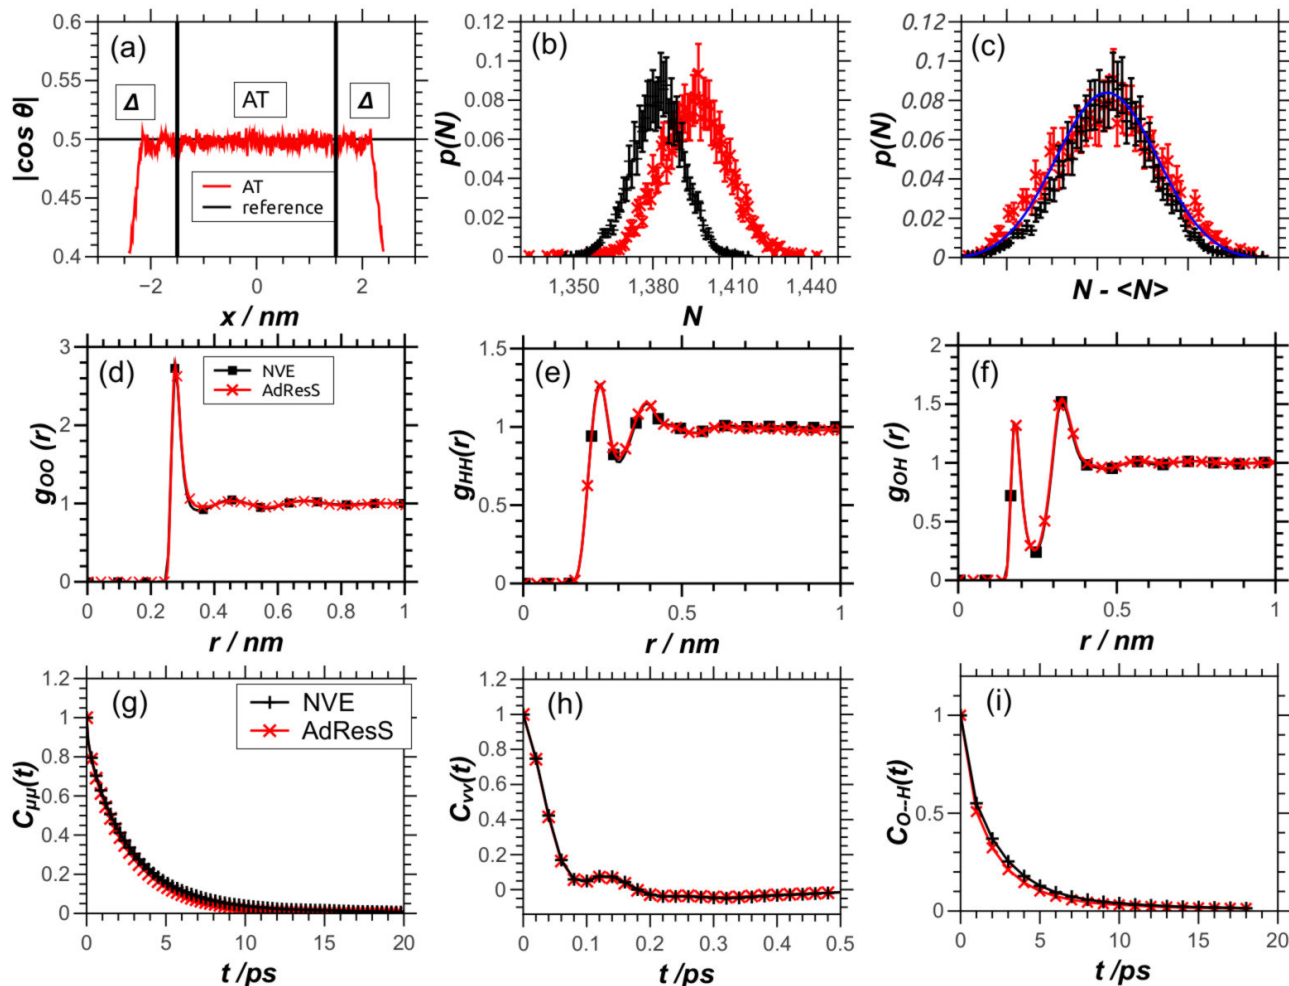 (a)
|cos θ|
0.6
0.55
0.5
0.45
0.4
Δ
AT
Δ
AT
reference
−2
0
2
x / nm
(b)
p(N)
0.12
0.1
0.08
0.06
0.04
0.02
0
1,350
1,380
1,410
1,440
N
(c)
p(N)
0.12
0.1
0.08
0.06
0.04
0.02
0
N - <N>
(d)
gOO (r)
3
2
1
0
NVE
AdResS
0
0.2
0.4
0.6
0.8
1
r / nm
(e)
gHH(r)
1.5
1
0.5
0
0
0.5
1
r / nm
(f)
gOH (r)
2
1.5
1
0.5
0
0
0.5
1
r / nm
(g)
Cμμ(t)
1.2
1
0.8
0.6
0.4
0.2
0
NVE
AdResS
0
5
10
15
20
t /ps
(h)
Cvv(t)
1.2
1
0.8
0.6
0.4
0.2
0
0
0.1
0.2
0.3
0.4
0.5
t /ps
(i)
CO--H(t)
1
0.5
0
0
5
10
15
20
t /ps